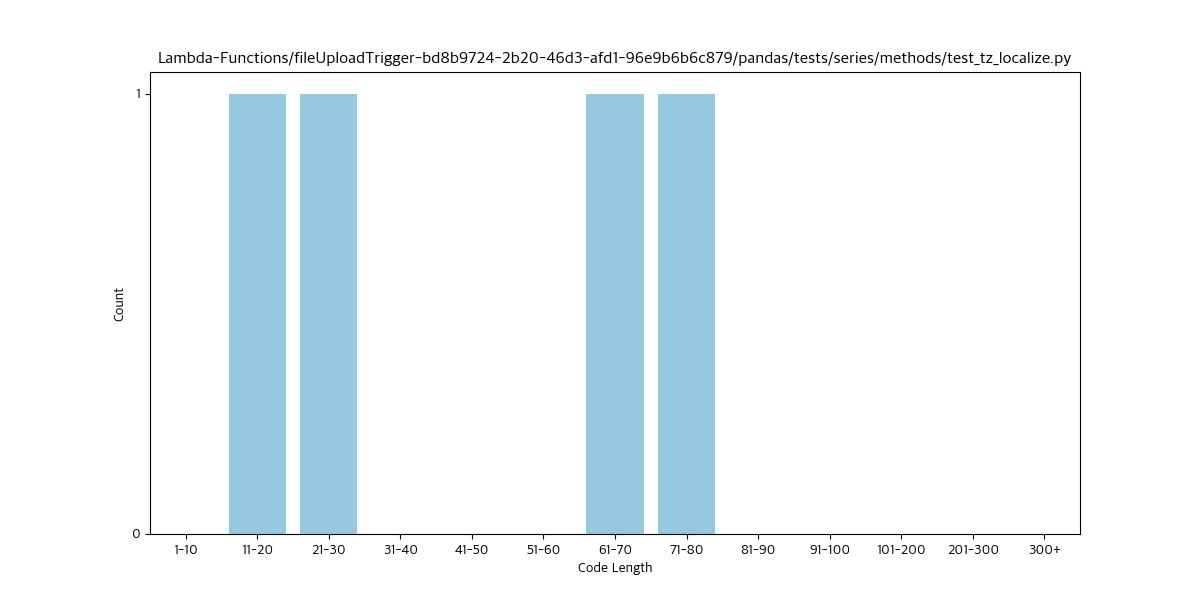 Lambda-Functions/fileUploadTrigger-bd8b9724-2b20-46d3-afd1-96e9b6b6c879/pandas/tests/series/methods/test_tz_localize.py
1
Count
0
1-10 11-20 21-30 31-40 41-50 51-60 61-70 71-80 81-90 91-100 101-200 201-300 300+
Code Length